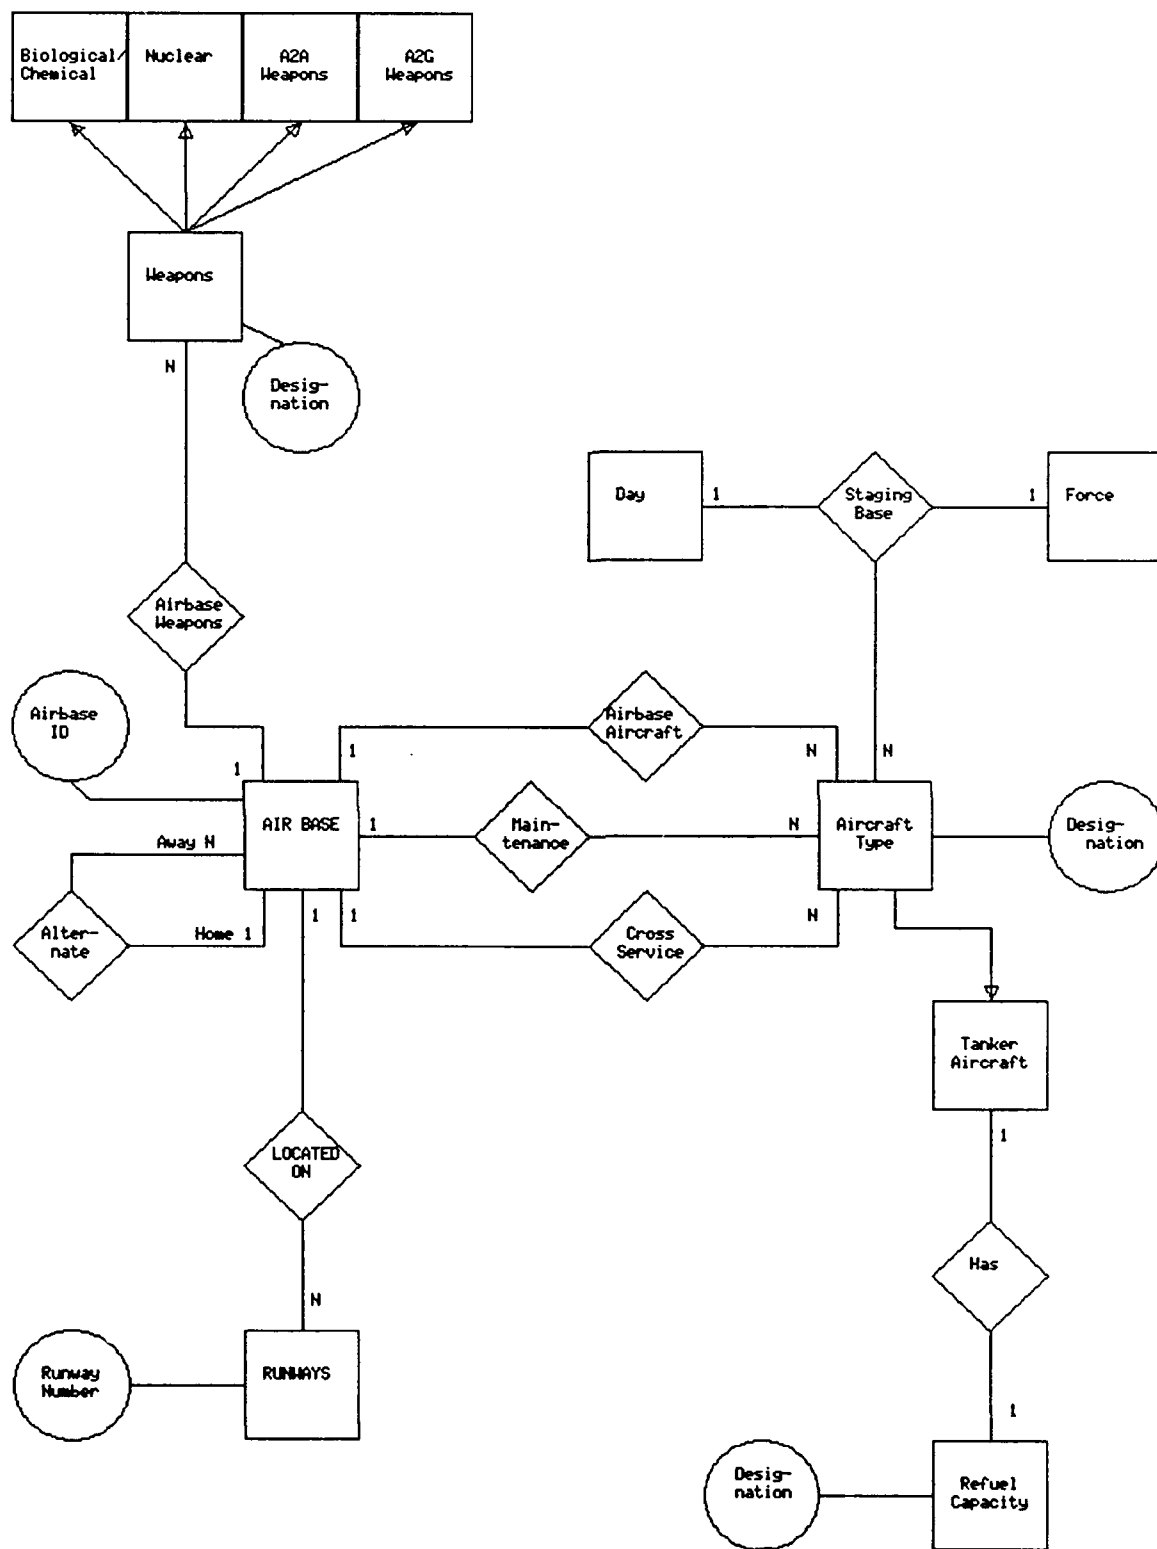 Biological/
Chemical
Nuclear
A2A
Weapons
A2G
Weapons
Weapons
N
Desig-
nation
Day
1
Staging
Base
1
Force
Airbase
Weapons
Airbase
ID
1
1
Airbase
Aircraft
N
N
AIR BASE
1
Main-
tenance
N
Aircraft
Type
Desig-
nation
Away N
Alter-
nate
Home 1
1
1
Cross
Service
N
Tanker
Aircraft
1
LOCATED
ON
Has
N
Runway
Number
RUNWAYS
1
Desig-
nation
Refuel
Capacity